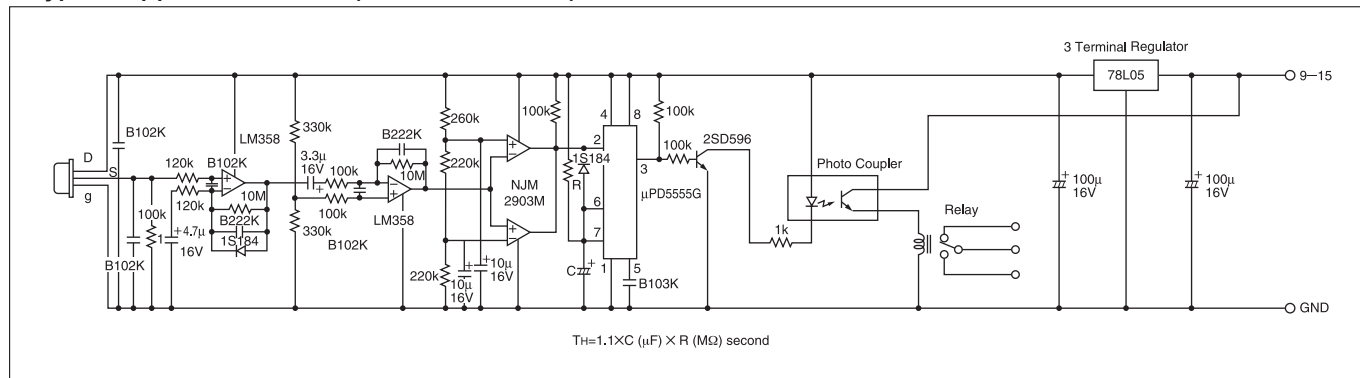 3 Terminal Regulator
78L05
9–15
D
S
g
B102K
LM358
120k
B102K
120k
10M
B222K
1S184
100k
1
+4.7μ
16V
B102K
330k
3.3μ
16V
+
100k
100k
330k
B102K
B222K
10M
LM358
260k
220k
220k
10μ
16V
10μ
16V
NJM
2903M
100k
1S184
R
C
4
8
2
3
6
7
1
5
μPD5555G
B103K
100k
100k
2SD596
Photo Coupler
1k
Relay
100μ
16V
100μ
16V
GND
TH=1.1×C (μF) × R (MΩ) second